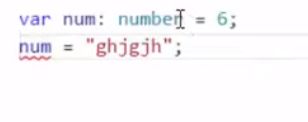 var num: number = 6;
num = "ghjgjh";